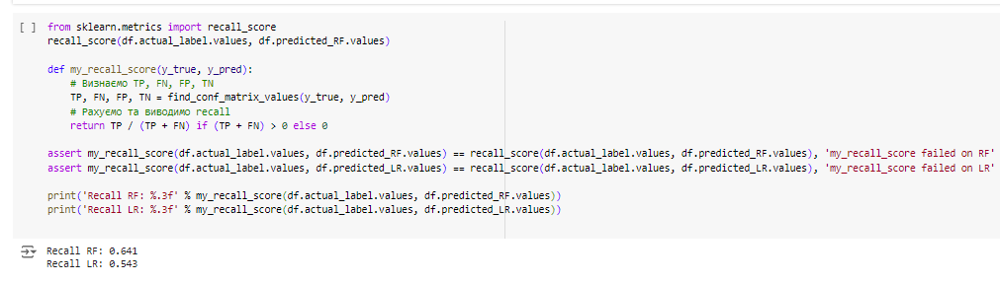 [ ] from sklearn.metrics import recall_score
recall_score(df.actual_label.values, df.predicted_RF.values)
def my_recall_score(y_true, y_pred):
# Визнаємо TP, FN, FP, TN
TP, FN, FP, TN = find_conf_matrix_values(y_true, y_pred)
# Рахуємо та виводимо recall
return TP / (TP + FN) if (TP + FN) > 0 else 0
assert my_recall_score(df.actual_label.values, df.predicted_RF.values) == recall_score(df.actual_label.values, df.predicted_RF.values), 'my_recall_score failed on RF'
assert my_recall_score(df.actual_label.values, df.predicted_LR.values) == recall_score(df.actual_label.values, df.predicted_LR.values), 'my_recall_score failed on LR'
print('Recall RF: %.3f' % my_recall_score(df.actual_label.values, df.predicted_RF.values))
print('Recall LR: %.3f' % my_recall_score(df.actual_label.values, df.predicted_LR.values))
Recall RF: 0.641
Recall LR: 0.543